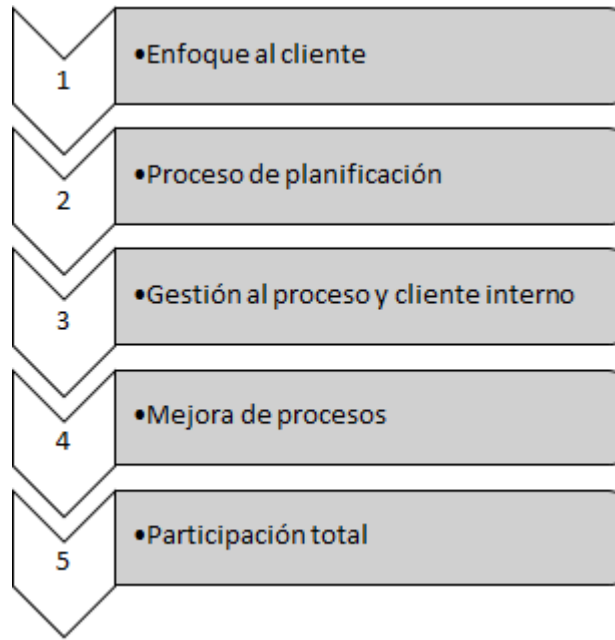 1
•Enfoque al cliente
2
•Proceso de planificación
3
•Gestión al proceso y cliente interno
4
•Mejora de procesos
5
•Participación total